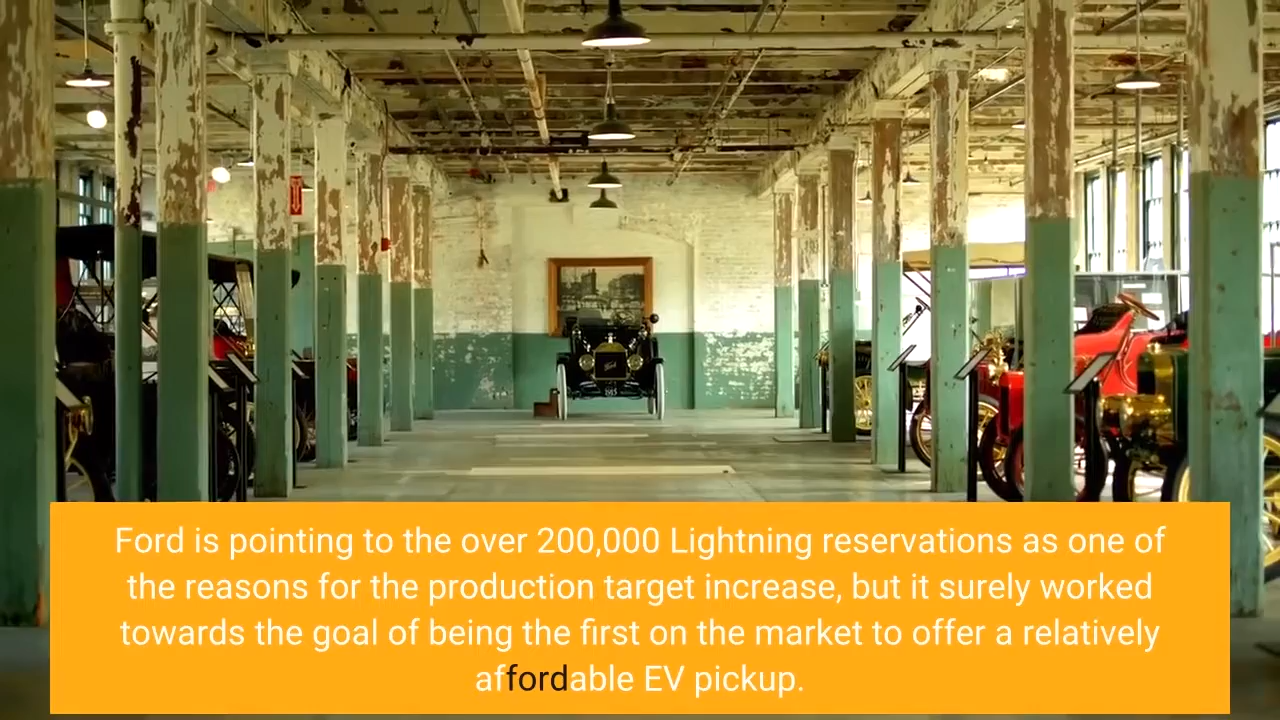 Ford
1915
Ford is pointing to the over 200,000 Lightning reservations as one of
the reasons for the production target increase, but it surely worked
towards the goal of being the first on the market to offer a relatively
affordable EV pickup.